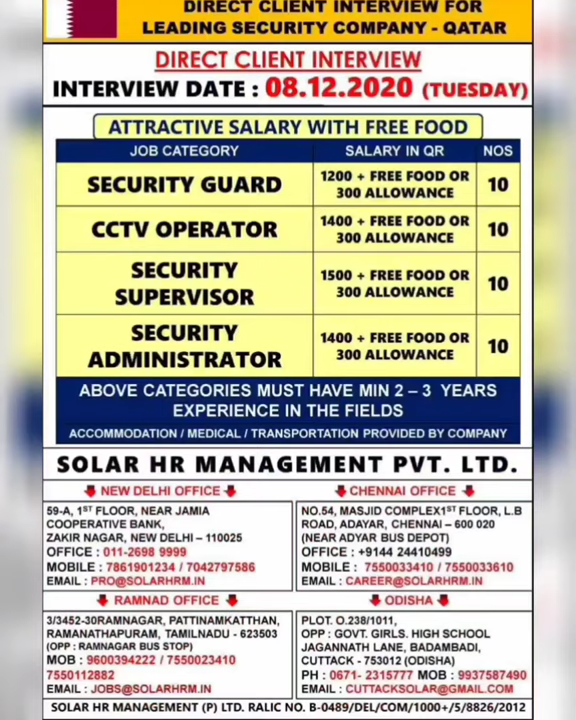 DIRECT CLIENT INTERVIEW FOR
LEADING SECURITY COMPANY - QATAR
DIRECT CLIENT INTERVIEW
INTERVIEW DATE : 08.12.2020 (TUESDAY)
ATTRACTIVE SALARY WITH FREE FOOD
JOB CATEGORY SALARY IN QR NOS
SECURITY GUARD 1200 + FREE FOOD OR 300 ALLOWANCE 10
CCTV OPERATOR 1400 + FREE FOOD OR 300 ALLOWANCE 10
SECURITY SUPERVISOR 1500 + FREE FOOD OR 300 ALLOWANCE 10
SECURITY ADMINISTRATOR 1400 + FREE FOOD OR 300 ALLOWANCE 10
ABOVE CATEGORIES MUST HAVE MIN 2 – 3 YEARS
EXPERIENCE IN THE FIELDS
ACCOMMODATION / MEDICAL / TRANSPORTATION PROVIDED BY COMPANY
SOLAR HR MANAGEMENT PVT. LTD.
NEW DELHI OFFICE
59-A, 1ST FLOOR, NEAR JAMIA
COOPERATIVE BANK,
ZAKIR NAGAR, NEW DELHI – 110025
OFFICE : 011-2698 9999
MOBILE : 7861901234 / 7042797586
EMAIL : PRO@SOLARHRM.IN
CHENNAI OFFICE
NO.54, MASJID COMPLEX1ST FLOOR, L.B
ROAD, ADAYAR, CHENNAI – 600 020
(NEAR ADYAR BUS DEPOT)
OFFICE : +9144 24410499
MOBILE : 7550033410 / 7550033610
EMAIL : CAREER@SOLARHRM.IN
RAMNAD OFFICE
3/3452-30RAMNAGAR, PATTINAMKATTHAN,
RAMANATHAPURAM, TAMILNADU - 623503
(OPP : RAMNAGAR BUS STOP)
MOB : 9600394222 / 7550023410
7550112882
EMAIL : JOBS@SOLARHRM.IN
ODISHA
PLOT. O.238/1011,
OPP : GOVT. GIRLS. HIGH SCHOOL
JAGANNATH LANE, BADAMBADI,
CUTTACK - 753012 (ODISHA)
PH : 0671- 2315777 MOB : 9937587490
EMAIL : CUTTACKSOLAR@GMAIL.COM
SOLAR HR MANAGEMENT (P) LTD. RALIC NO. B-0489/DEL/COM/1000+/5/8826/2012